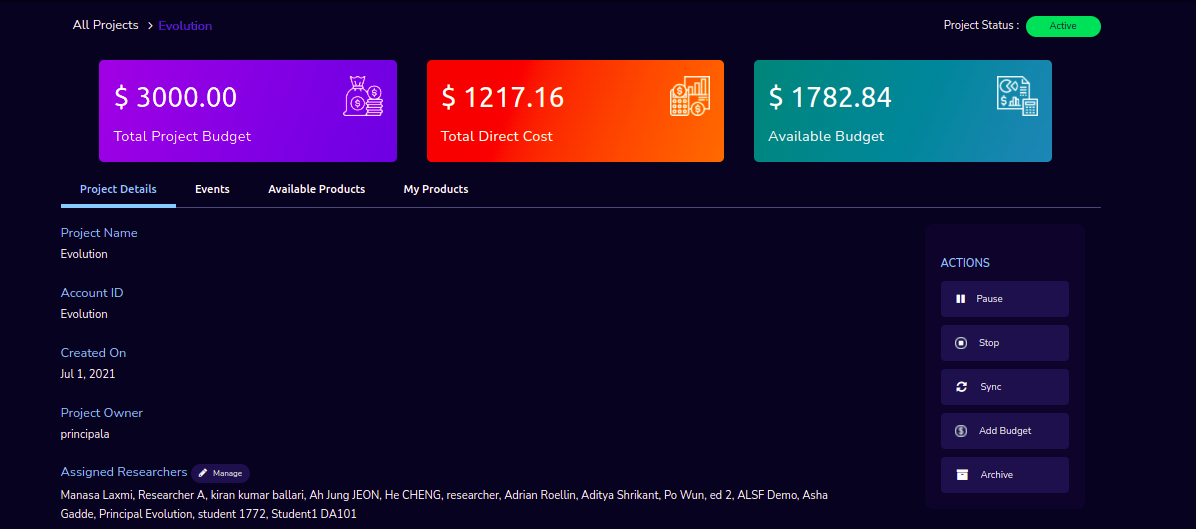 All Projects > Evolution
Project Status : Active
$ 3000.00
Total Project Budget
$ 1217.16
Total Direct Cost
$ 1782.84
Available Budget
Project Details Events Available Products My Products
Project Name
Evolution
Account ID
Evolution
Created On
Jul 1, 2021
Project Owner
principala
Assigned Researchers Manage
Manasa Laxmi, Researcher A, kiran kumar ballari, Ah Jung JEON, He CHENG, researcher, Adrian Roellin, Aditya Shrikant, Po Wun, ed 2, ALSF Demo, Asha
Gadde, Principal Evolution, student 1772, Student1 DA101
ACTIONS
Pause
Stop
Sync
Add Budget
Archive